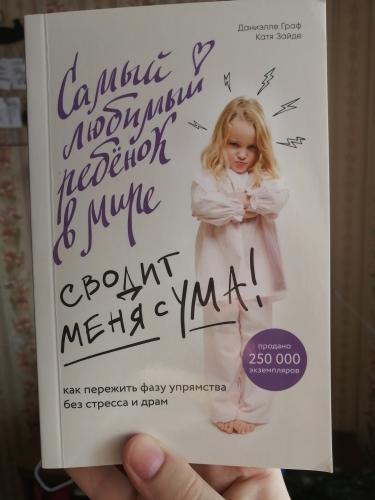 Даниэлле Граф
Катя Зайде
Самый
любимый
ребёнок
в мире
СВОДИТ
МЕНЯ С УМА!
продано
250 000
экземпляров
как пережить фазу упрямства
без стресса и драм